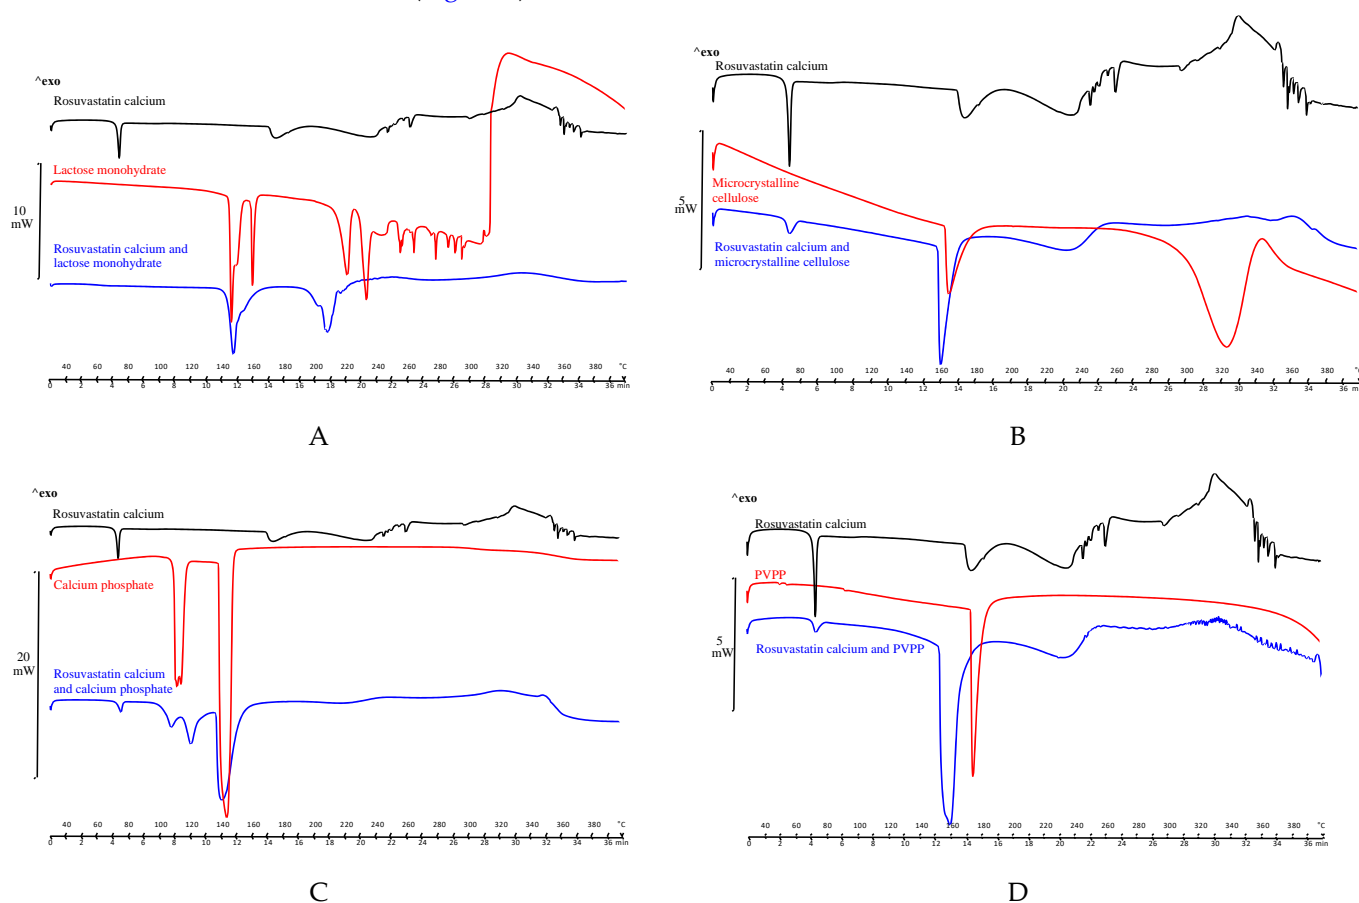 ^exo
Rosuvastatin calcium
Lactose monohydrate
10
mW
Rosuvastatin calcium and
lactose monohydrate
40 60 80 100 120 140 160 180 200 220 240 260 280 300 320 340 360 380 °C
0 2 4 6 8 10 12 14 16 18 20 22 24 26 28 30 32 34 36 min
A
^exo
Rosuvastatin calcium
Microcrystalline
cellulose
5
mW
Rosuvastatin calcium and
microcrystalline cellulose
40 60 80 100 120 140 160 180 200 220 240 260 280 300 320 340 360 380
0 2 4 6 8 10 12 14 16 18 20 22 24 26 28 30 32 34 36
B
^exo
Rosuvastatin calcium
Calcium phosphate
20
mW
Rosuvastatin calcium
and calcium phosphate
40 60 80 100 120 140 160 180 200 220 240 260 280 300 320 340 360 380 °C
0 2 4 6 8 10 12 14 16 18 20 22 24 26 28 30 32 34 36 min
C
^exo
Rosuvastatin calcium
PVPP
5
mW
Rosuvastatin calcium and PVPP
40 60 80 100 120 140 160 180 200 220 240 260 280 300 320 340 360 380 °C
0 2 4 6 8 10 12 14 16 18 20 22 24 26 28 30 32 34 36 min
D